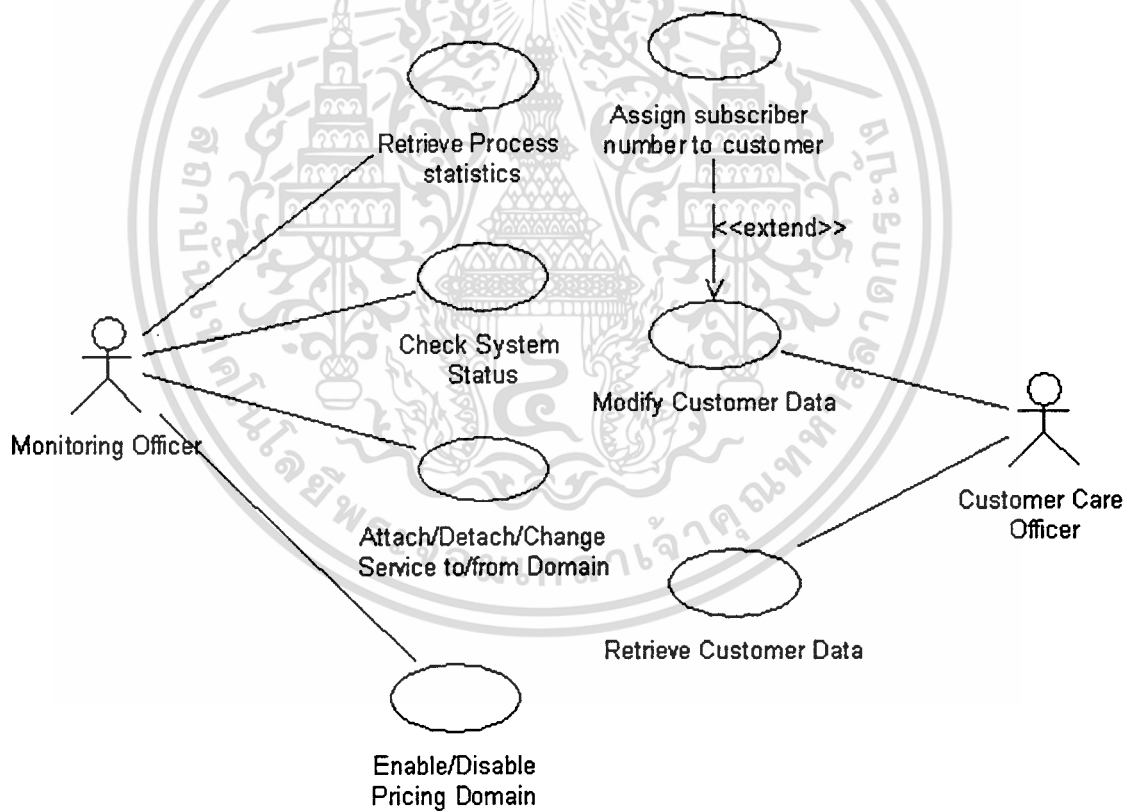 Retrieve Process
statistics
Assign subscriber
number to customer
<<extend>>
Check System
Status
Modify Customer Data
Monitoring Officer
Customer Care
Officer
Attach/Detach/Change
Service to/from Domain
Retrieve Customer Data
Enable/Disable
Pricing Domain